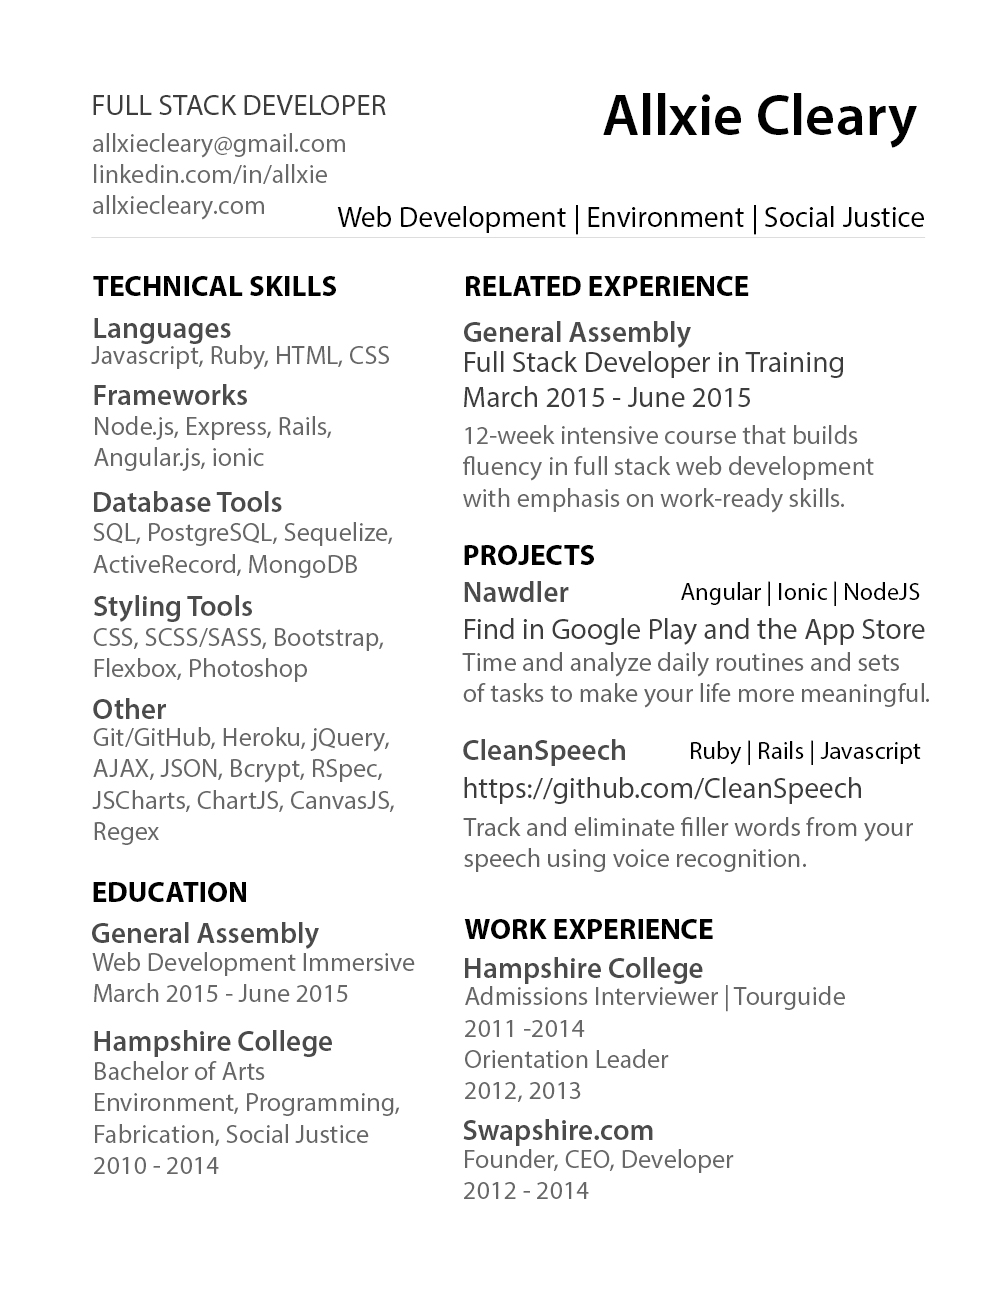 FULL STACK DEVELOPER
allxiecleary@gmail.com
linkedin.com/in/allxie
allxiecleary.com
Allxie Cleary
Web Development | Environment | Social Justice
TECHNICAL SKILLS
Languages
Javascript, Ruby, HTML, CSS
Frameworks
Node.js, Express, Rails,
Angular.js, ionic
Database Tools
SQL, PostgreSQL, Sequelize,
ActiveRecord, MongoDB
Styling Tools
CSS, SCSS/SASS, Bootstrap,
Flexbox, Photoshop
Other
Git/GitHub, Heroku, jQuery,
AJAX, JSON, Bcrypt, RSpec,
JSCharts, ChartJS, CanvasJS,
Regex
EDUCATION
General Assembly
Web Development Immersive
March 2015 - June 2015
Hampshire College
Bachelor of Arts
Environment, Programming,
Fabrication, Social Justice
2010 - 2014
RELATED EXPERIENCE
General Assembly
Full Stack Developer in Training
March 2015 - June 2015
12-week intensive course that builds
fluency in full stack web development
with emphasis on work-ready skills.
PROJECTS
Nawdler Angular | Ionic | NodeJS
Find in Google Play and the App Store
Time and analyze daily routines and sets
of tasks to make your life more meaningful.
CleanSpeech Ruby | Rails | Javascript
https://github.com/CleanSpeech
Track and eliminate filler words from your
speech using voice recognition.
WORK EXPERIENCE
Hampshire College
Admissions Interviewer | Tourguide
2011 -2014
Orientation Leader
2012, 2013
Swapshire.com
Founder, CEO, Developer
2012 - 2014